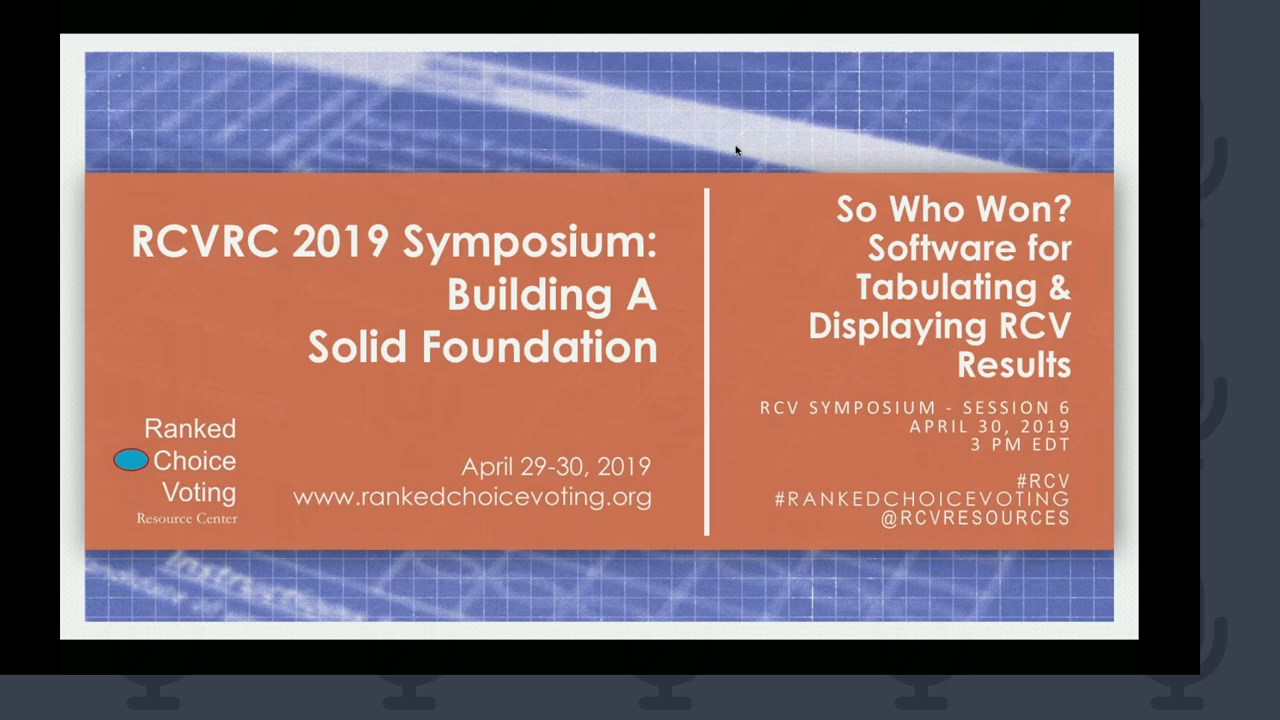 RCVRC 2019 Symposium:
Building A
Solid Foundation
Ranked
Choice
Voting
Resource Center
April 29-30, 2019
www.rankedchoicevoting.org
So Who Won?
Software for
Tabulating &
Displaying RCV
Results
RCV SYMPOSIUM - SESSION 6
APRIL 30, 2019
3 PM EDT
#RCV
#RANKEDCHOICEVOTING
@RCVRESOURCES